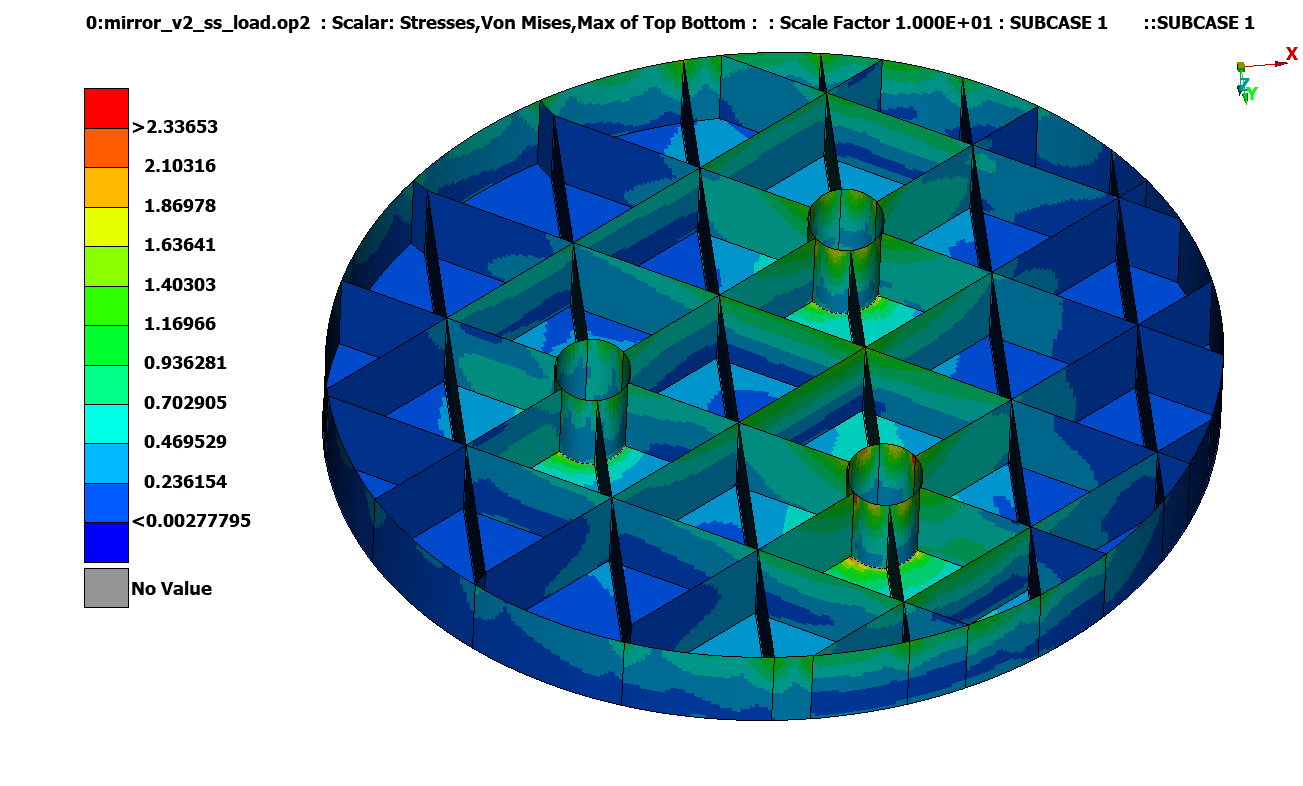 0:mirror_v2_ss_load.op2 : Scalar: Stresses,Von Mises,Max of Top Bottom : : Scale Factor 1.000E+01 : SUBCASE 1 ::SUBCASE 1
X
Z
Y
>2.33653
2.10316
1.86978
1.63641
1.40303
1.16966
0.936281
0.702905
0.469529
0.236154
<0.00277795
No Value